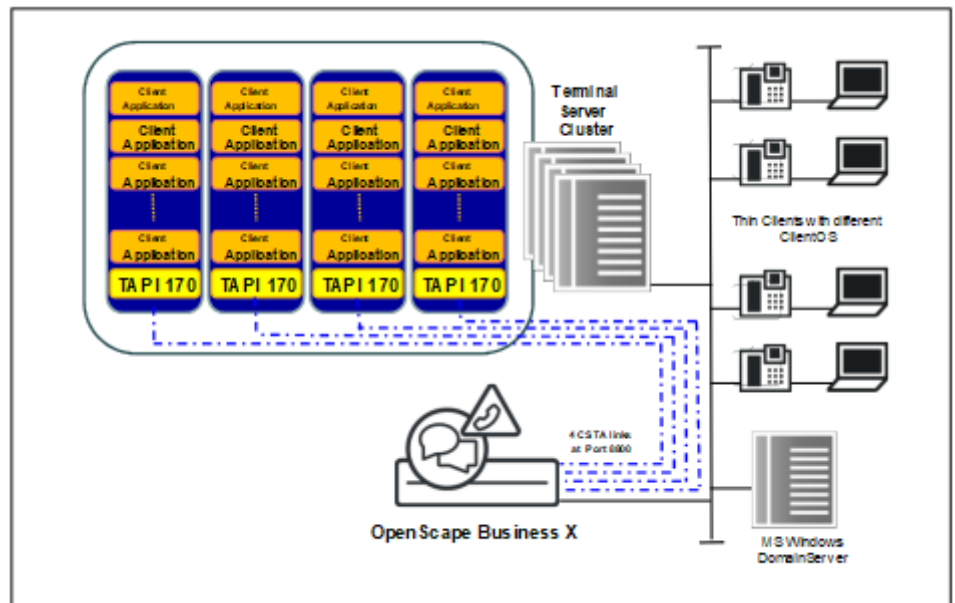 Client
Application
Client
Application
Client
Application
Client
Application
TAPI 170
Client
Application
Client
Application
Client
Application
Client
Application
TAPI 170
Client
Application
Client
Application
Client
Application
Client
Application
TAPI 170
Client
Application
Client
Application
Client
Application
Client
Application
TAPI 170
Terminal
Server
Cluster
Thin Clients with different
ClientOS
4 CSTA links
at Port 8800
OpenScape Business X
MS Windows
DomainServer